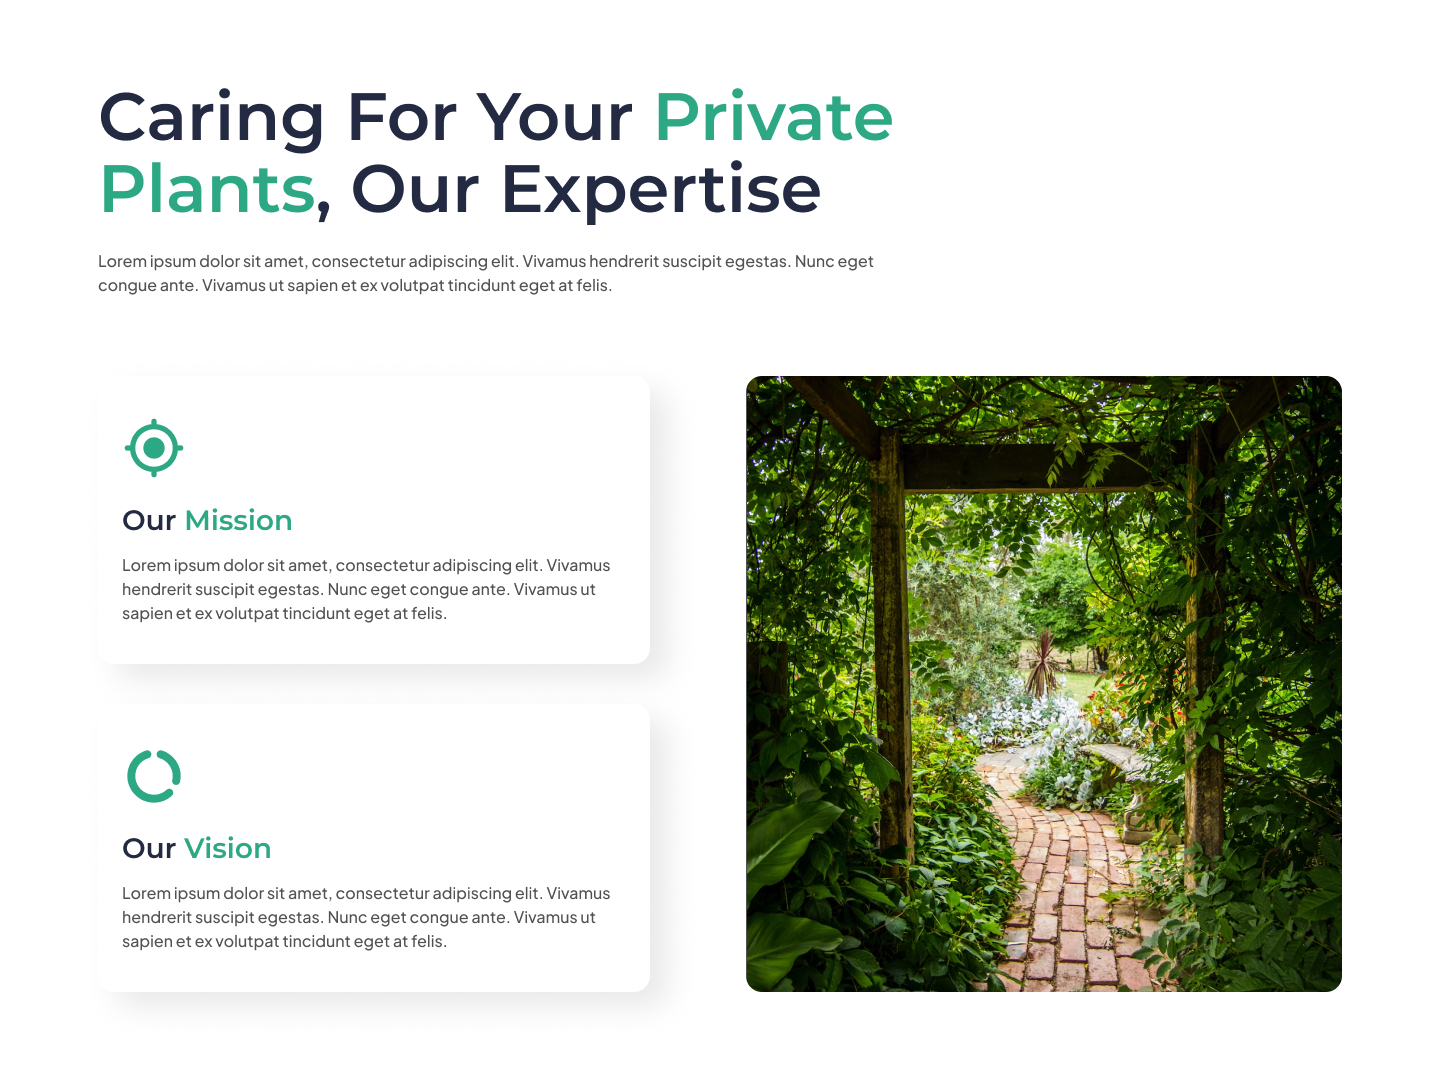 Caring For Your Private
Plants, Our Expertise
Lorem ipsum dolor sit amet, consectetur adipiscing elit. Vivamus hendrerit suscipit egestas. Nunc eget
congue ante. Vivamus ut sapien et ex volutpat tincidunt eget at felis.
Our Mission
Lorem ipsum dolor sit amet, consectetur adipiscing elit. Vivamus
hendrerit suscipit egestas. Nunc eget congue ante. Vivamus ut
sapien et ex volutpat tincidunt eget at felis.
Our Vision
Lorem ipsum dolor sit amet, consectetur adipiscing elit. Vivamus
hendrerit suscipit egestas. Nunc eget congue ante. Vivamus ut
sapien et ex volutpat tincidunt eget at felis.